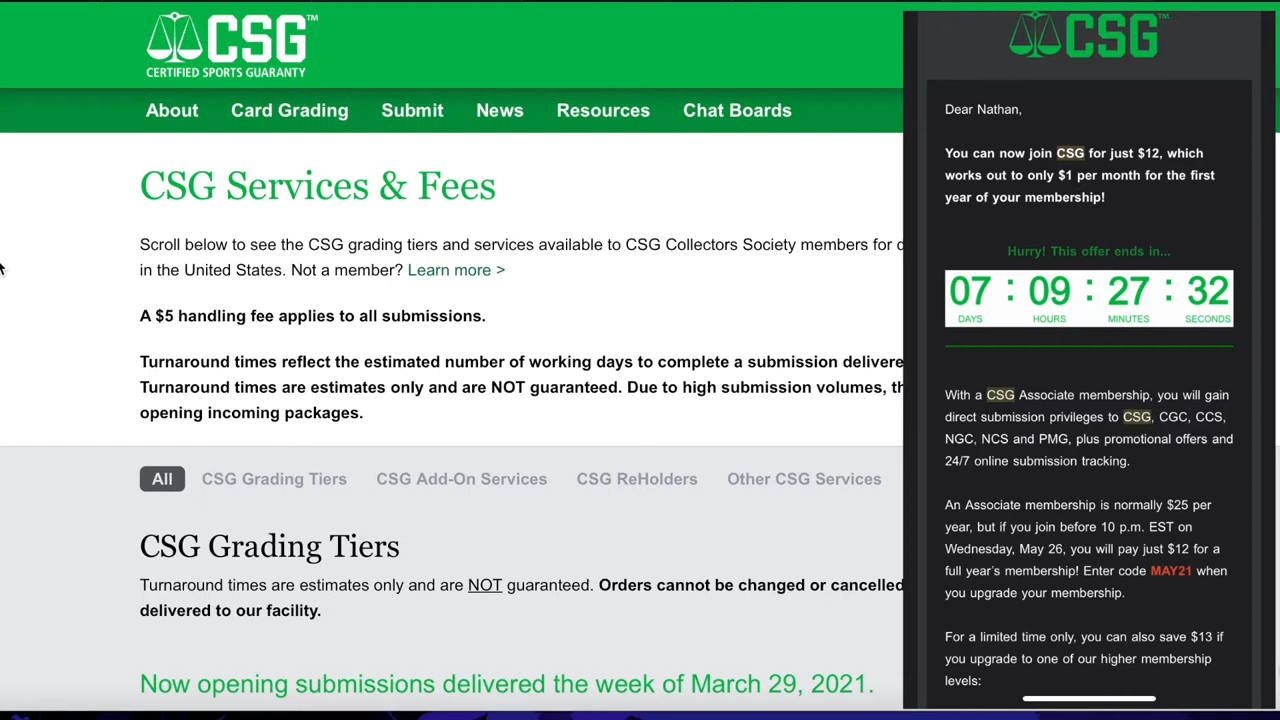 CSG™
CERTIFIED SPORTS GUARANTY
About
Card Grading
Submit
News
Resources
Chat Boards
CSG Services & Fees
Scroll below to see the CSG grading tiers and services available to CSG Collectors Society members for d
in the United States. Not a member? Learn more >
A $5 handling fee applies to all submissions.
Turnaround times reflect the estimated number of working days to complete a submission delivere
Turnaround times are estimates only and are NOT guaranteed. Due to high submission volumes, th
opening incoming packages.
All
CSG Grading Tiers
CSG Add-On Services
CSG ReHolders
Other CSG Services
CSG Grading Tiers
Turnaround times are estimates only and are NOT guaranteed. Orders cannot be changed or cancelled
delivered to our facility.
Now opening submissions delivered the week of March 29, 2021.
CSG™
Dear Nathan,
You can now join CSG for just $12, which
works out to only $1 per month for the first
year of your membership!
Hurry! This offer ends in...
07 : 09 : 27 : 32
DAYS HOURS MINUTES SECONDS
With a CSG Associate membership, you will gain
direct submission privileges to CSG, CGC, CCS,
NGC, NCS and PMG, plus promotional offers and
24/7 online submission tracking.
An Associate membership is normally $25 per
year, but if you join before 10 p.m. EST on
Wednesday, May 26, you will pay just $12 for a
full year's membership! Enter code MAY21 when
you upgrade your membership.
For a limited time only, you can also save $13 if
you upgrade to one of our higher membership
levels: